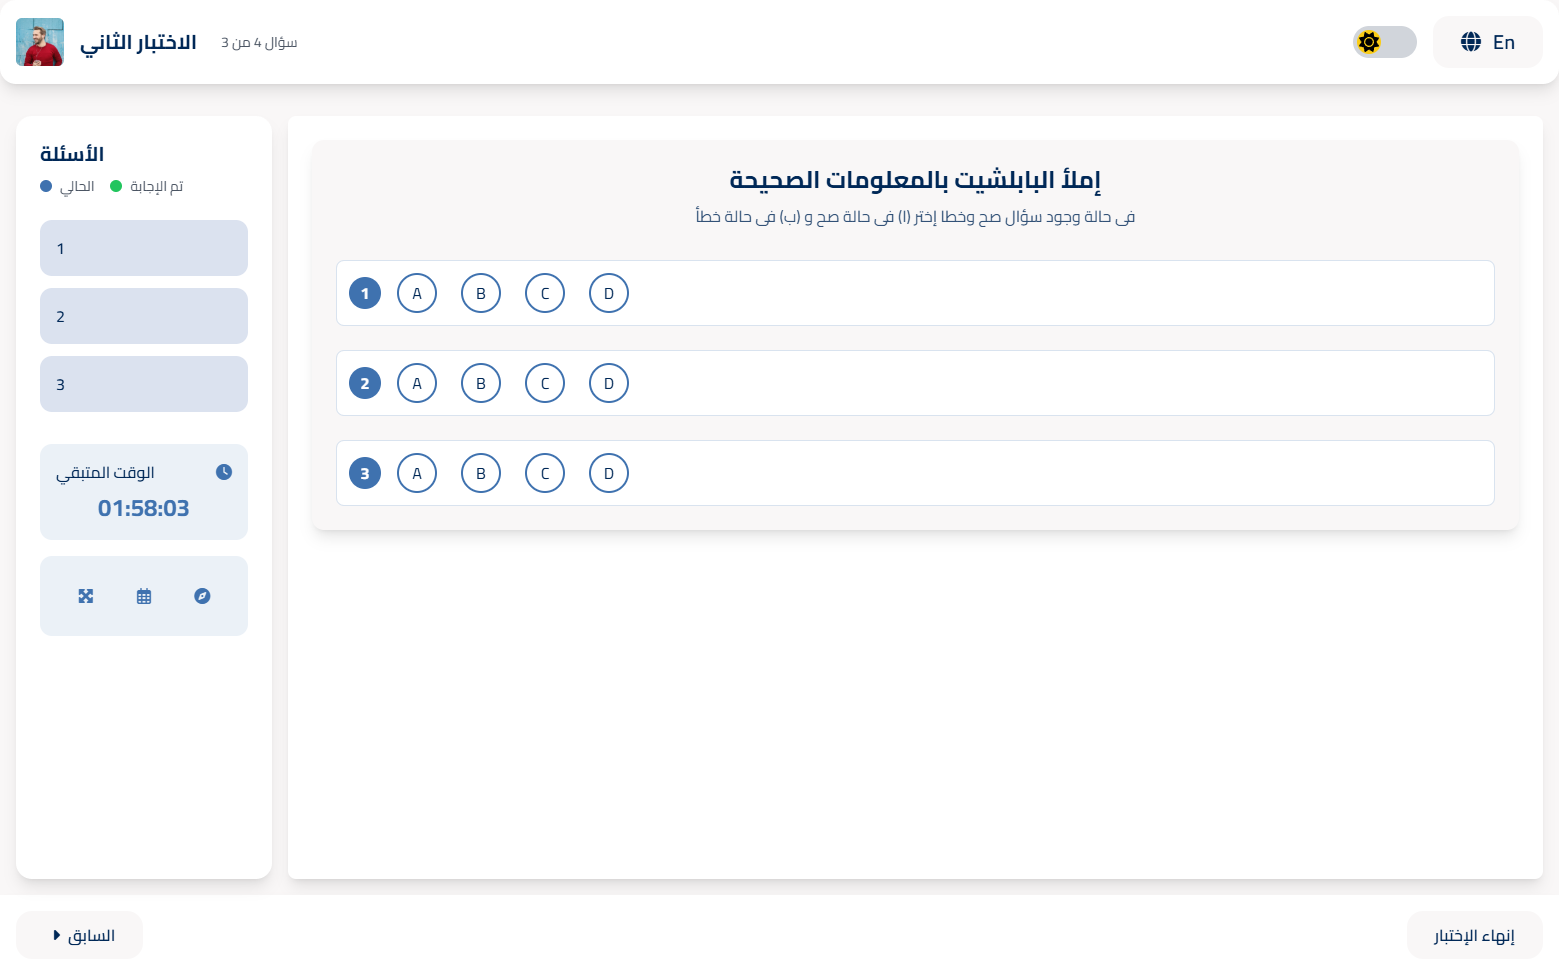 الاختبار الثاني
سؤال 4 من 3
En
الأسئلة
الحالي
تم الإجابة
1
2
3
الوقت المتبقي
01:58:03
إملأ البابلشيت بالمعلومات الصحيحة
فى حالة وجود سؤال صح وخطا إختر (ا) فى حالة صح و (ب) فى حالة خطأ
1 A B C D
2 A B C D
3 A B C D
السابق
إنهاء الإختبار